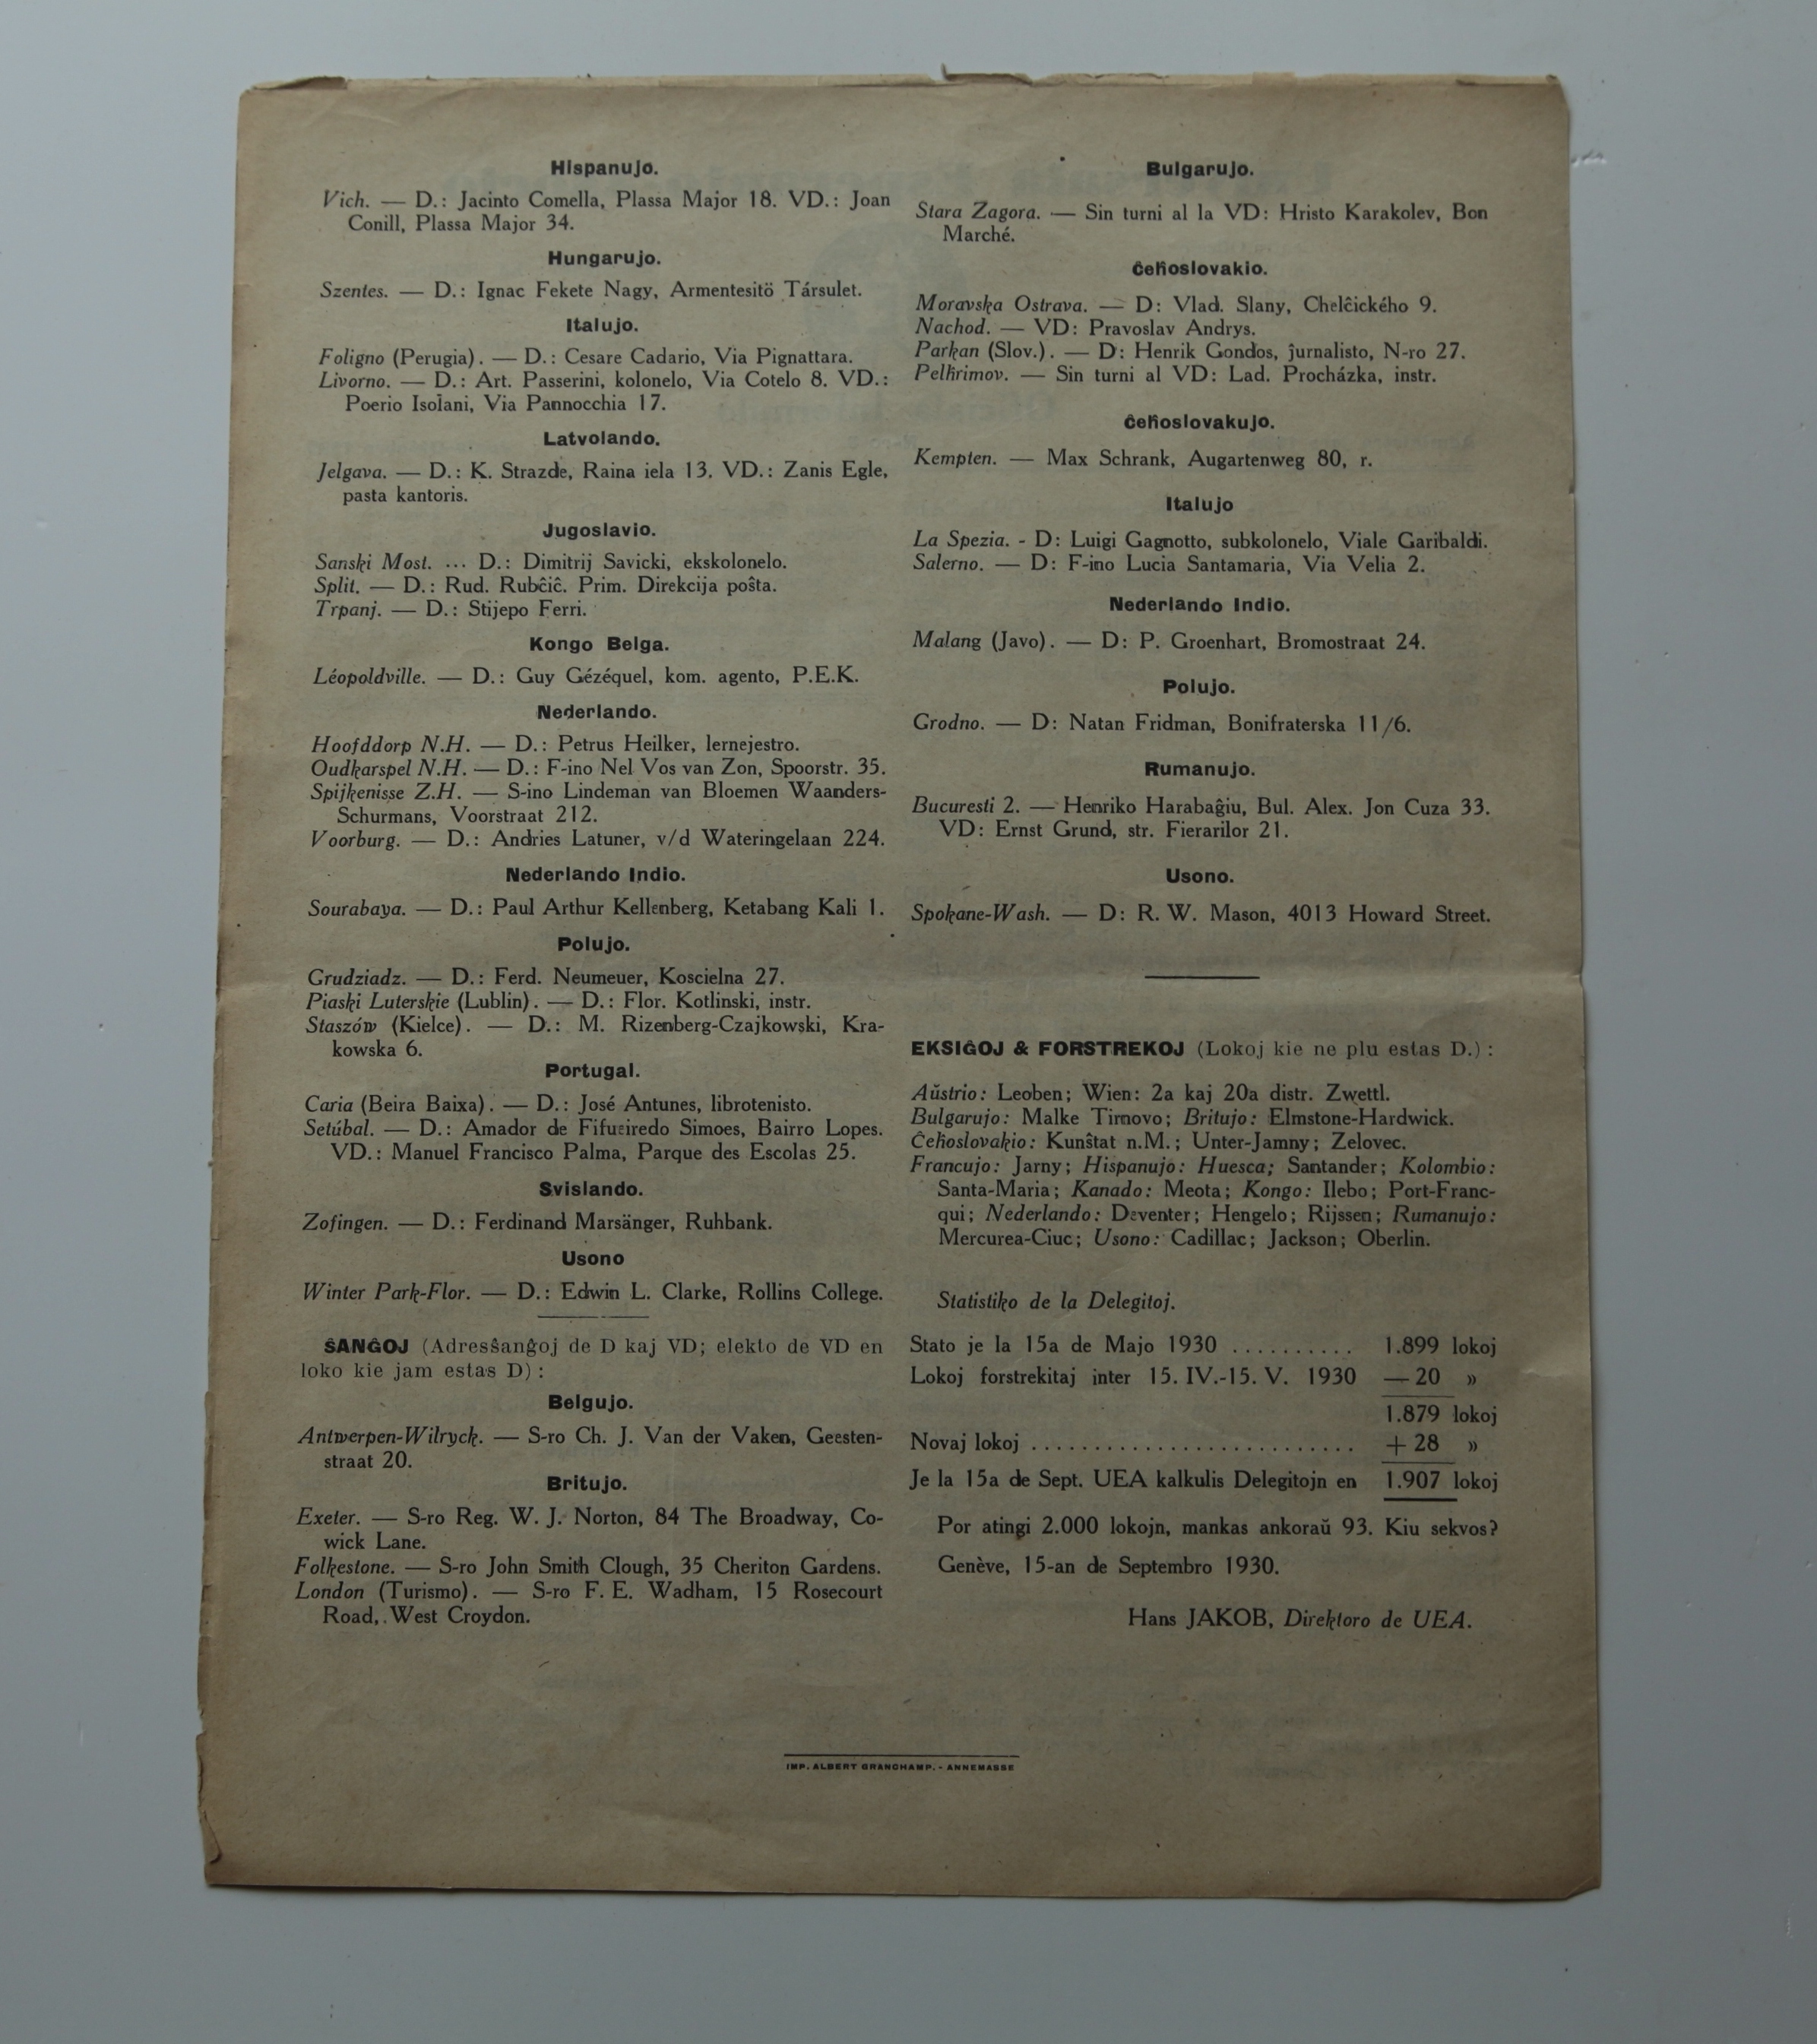 Hispanujo.
Vich. — D.: Jacinto Comella, Plassa Major 18. VD.: Joan
Conill, Plassa Major 34.
Hungarujo.
Szentes. — D.: Ignac Fekete Nagy, Armentesitö Társulet.
Italujo.
Foligno (Perugia). — D.: Cesare Cadario, Via Pignattara.
Livorno. — D.: Art. Passerini, kolonelo, Via Cotelo 8. VD.:
Poerio Isolani, Via Pannocchia 17.
Latvolando.
Jelgava. — D.: K. Strazde, Raina iela 13. VD.: Zanis Egle,
pasta kantoris.
Jugoslavio.
Sanski Most. ... D.: Dimitrij Savicki, ekskolonelo.
Split. — D.: Rud. Rubĉiĉ. Prim. Direkcija poŝta.
Trpanj. — D.: Stijepo Ferri.
Kongo Belga.
Léopoldville. — D.: Guy Gézéquel, kom. agento, P.E.K.
Nederlando.
Hoofddorp N.H. — D.: Petrus Heilker, lernejestro.
Oudkarspel N.H. — D.: F-ino Nel Vos van Zon, Spoorstr. 35.
Spijkenisse Z.H. — S-ino Lindeman van Bloemen Waanders-
Schurmans, Voorstraat 212.
Voorburg. — D.: Andries Latuner, v/d Wateringelaan 224.
Nederlando Indio.
Sourabaya. — D.: Paul Arthur Kellenberg, Ketabang Kali 1.
Polujo.
Grudziadz. — D.: Ferd. Neumeuer, Koscielna 27.
Piaski Luterskie (Lublin). — D.: Flor. Kotlinski, instr.
Staszów (Kielce). — D.: M. Rizenberg-Czajkowski, Kra-
kowska 6.
Portugal.
Caria (Beira Baixa). — D.: José Antunes, librotenisto.
Setúbal. — D.: Amador de Fifueiredo Simoes, Bairro Lopes.
VD.: Manuel Francisco Palma, Parque des Escolas 25.
Svislando.
Zofingen. — D.: Ferdinand Marsänger, Ruhbank.
Usono
Winter Park-Flor. — D.: Edwin L. Clarke, Rollins College.
ŜANĜOJ (Adresŝanĝoj de D kaj VD; elekto de VD en
loko kie jam estas D) :
Belgujo.
Antwerpen-Wilryck. — S-ro Ch. J. Van der Vaken, Geesten-
straat 20.
Britujo.
Exeter. — S-ro Reg. W. J. Norton, 84 The Broadway, Co-
wick Lane.
Folkestone. — S-ro John Smith Clough, 35 Cheriton Gardens.
London (Turismo). — S-ro F. E. Wadham, 15 Rosecourt
Road, West Croydon.
Bulgarujo.
Stara Zagora. — Sin turni al la VD: Hristo Karakolev, Bon
Marché.
Ĉeĥoslovakio.
Moravska Ostrava. — D: Vlad. Slany, Chelĉického 9.
Nachod. — VD: Pravoslav Andrys.
Parkan (Slov.). — D: Henrik Gondos, ĵurnalisto, N-ro 27.
Pelĥrimov. — Sin turni al VD: Lad. Procházka, instr.
Ĉeĥoslovakujo.
Kempten. — Max Schrank, Augartenweg 80, r.
Italujo
La Spezia. - D: Luigi Gagnotto, subkolonelo, Viale Garibaldi.
Salerno. — D: F-ino Lucia Santamaria, Via Velia 2.
Nederlando Indio.
Malang (Javo). — D: P. Groenhart, Bromostraat 24.
Polujo.
Grodno. — D: Natan Fridman, Bonifraterska 11/6.
Rumanujo.
Bucuresti 2. — Henriko Harabaĝiu, Bul. Alex. Jon Cuza 33.
VD: Ernst Grund, str. Fierarilor 21.
Usono.
Spokane-Wash. — D: R. W. Mason, 4013 Howard Street.
EKSIĜOJ & FORSTREKOJ (Lokoj kie ne plu estas D.) :
Aŭstrio: Leoben; Wien: 2a kaj 20a distr. Zwettl.
Bulgarujo: Malke Tirnovo; Britujo: Elmstone-Hardwick.
Ĉeĥoslovakio: Kunŝtat n.M.; Unter-Jamny; Zelovec.
Francujo: Jarny; Hispanujo: Huesca; Santander; Kolombio:
Santa-Maria; Kanado: Meota; Kongo: Ilebo; Port-Franc-
qui; Nederlando: Deventer; Hengelo; Rijssen; Rumanujo:
Mercurea-Ciuc; Usono: Cadillac; Jackson; Oberlin.
Statistiko de la Delegitoj.
Stato je la 15a de Majo 1930 .......... 1.899 lokoj
Lokoj forstrekitaj inter 15. IV.-15. V. 1930 — 20 »
1.879 lokoj
Novaj lokoj .......................... + 28 »
Je la 15a de Sept. UEA kalkulis Delegitojn en 1.907 lokoj
Por atingi 2.000 lokojn, mankas ankoraŭ 93. Kiu sekvos?
Genève, 15-an de Septembro 1930.
Hans JAKOB, Direktoro de UEA.
IMP. ALBERT GRANCHAMP. - ANNEMASSE